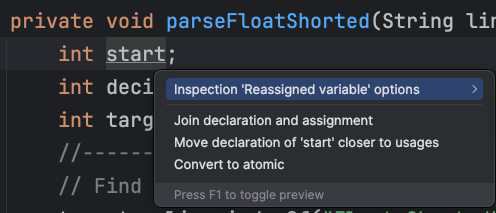 private void parseFloatShorted(String lin
int start;
int deci
int targ
Inspection 'Reassigned variable' options
Join declaration and assignment
Move declaration of 'start' closer to usages
Convert to atomic
Press F1 to toggle preview
//------
// Find